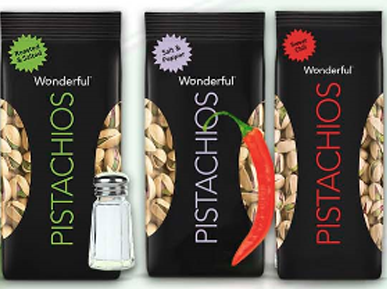 Roasted
& Salted
Wonderful
PISTACHIOS
Salt &
Pepper
Wonderful
PISTACHIOS
Sweet
Chili
Wonderful
PISTACHIOS